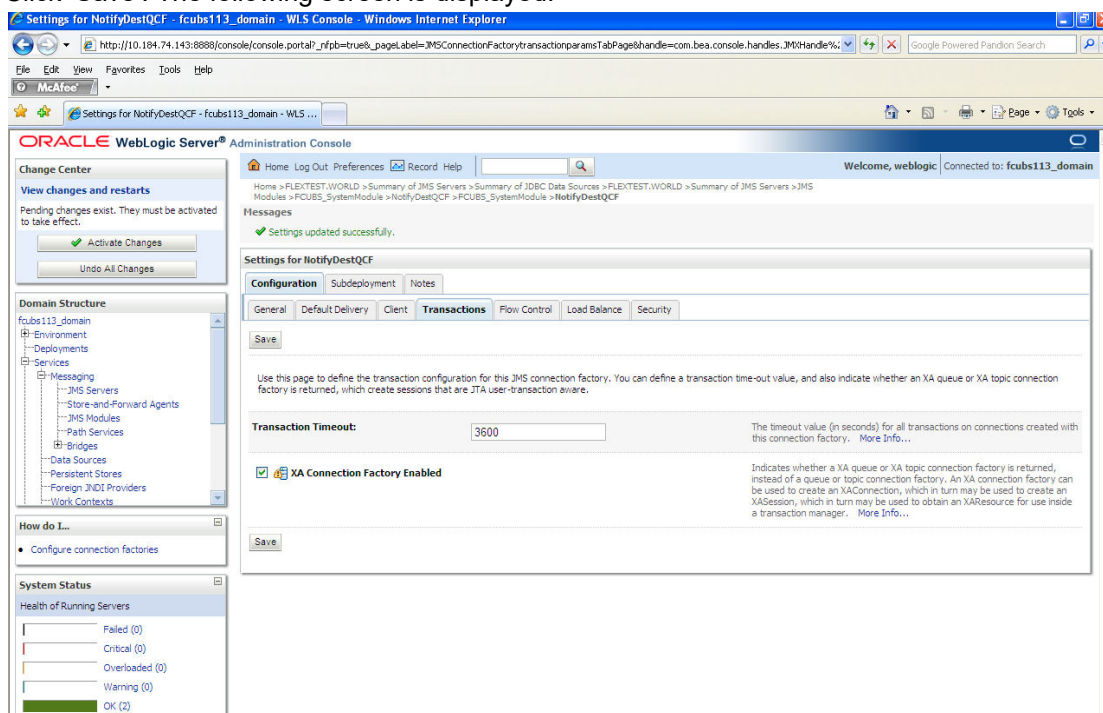 Click 'Save'. The following screen is displayed.
Settings for NotifyDestQCF - fcubs113_domain - WLS Console - Windows Internet Explorer
http://10.184.74.143:8888/console/console.portal?_nfpb=true&_pageLabel=JMSConnectionFactorytransactionparamsTabPage&handle=com.bea.console.handles.JMXHandle%
Google Powered Pandion Search
File Edit View Favorites Tools Help
McAfee
Settings for NotifyDestQCF - fcubs113_domain - WLS ...
Page Tools
ORACLE WebLogic Server® Administration Console
Change Center
View changes and restarts
Pending changes exist. They must be activated
to take effect.
Activate Changes
Undo All Changes
Domain Structure
fcubs113_domain
Environment
Deployments
Services
Messaging
JMS Servers
Store-and-Forward Agents
JMS Modules
Path Services
Bridges
Data Sources
Persistent Stores
Foreign JNDI Providers
Work Contexts
How do I...
Configure connection factories
System Status
Health of Running Servers
Failed (0)
Critical (0)
Overloaded (0)
Warning (0)
OK (2)
Home Log Out Preferences Record Help
Welcome, weblogic Connected to: fcubs113_domain
Home >FLEXTEST.WORLD >Summary of JMS Servers >Summary of JDBC Data Sources >FLEXTEST.WORLD >Summary of JMS Servers >JMS
Modules >FCUBS_SystemModule >NotifyDestQCF >FCUBS_SystemModule >NotifyDestQCF
Messages
Settings updated successfully.
Settings for NotifyDestQCF
Configuration Subdeployment Notes
General Default Delivery Client Transactions Flow Control Load Balance Security
Save
Use this page to define the transaction configuration for this JMS connection factory. You can define a transaction time-out value, and also indicate whether an XA queue or XA topic connection
factory is returned, which create sessions that are JTA user-transaction aware.
Transaction Timeout:
3600
The timeout value (in seconds) for all transactions on connections created with
this connection factory. More Info...
XA Connection Factory Enabled
Indicates whether a XA queue or XA topic connection factory is returned,
instead of a queue or topic connection factory. An XA connection factory can
be used to create an XAConnection, which in turn may be used to create an
XASession, which in turn may be used to obtain an XAResource for use inside
a transaction manager. More Info...
Save